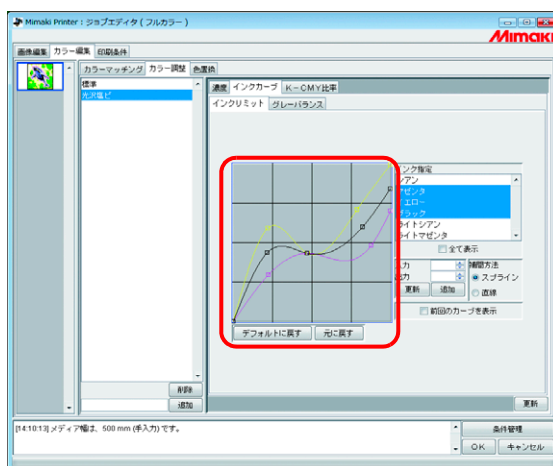 Mimaki Printer : ジョブエディタ ( フルカラー )
Mimaki
画像編集 カラー編集 印刷条件
カラーマッチング カラー調整 色置換
標準
光沢塩ビ
濃度 インクカーブ K－CMY比率
インクリミット グレーバランス
インク指定
シアン
マゼンタ
イエロー
ブラック
ライトシアン
ライトマゼンタ
全て表示
入力
出力
更新 追加
補間方法
スプライン
直線
前回のカーブを表示
デフォルトに戻す 元に戻す
削除
追加
更新
[14:10:13] メディア幅は、500 mm (手入力) です。
条件管理
OK キャンセル